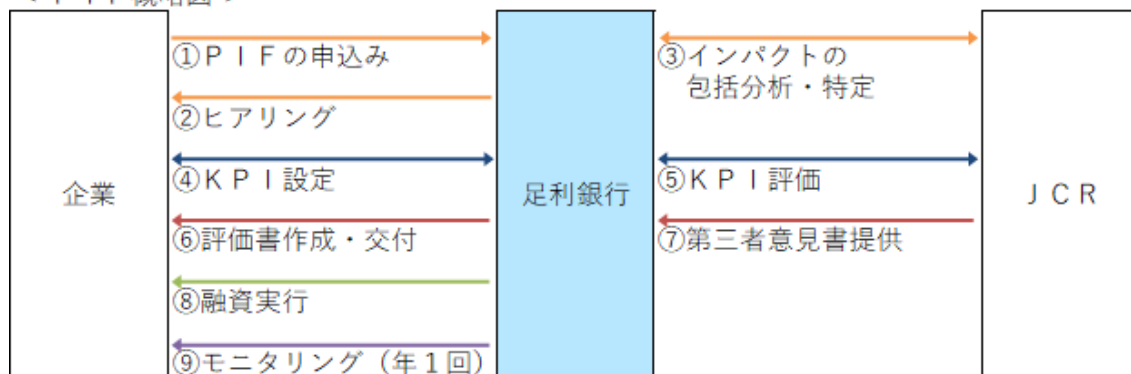 ①ＰＩＦの申込み
②ヒアリング
③インパクトの
包括分析・特定
企業
④ＫＰＩ設定
足利銀行
⑤ＫＰＩ評価
ＪＣＲ
⑥評価書作成・交付
⑦第三者意見書提供
⑧融資実行
⑨モニタリング（年１回）